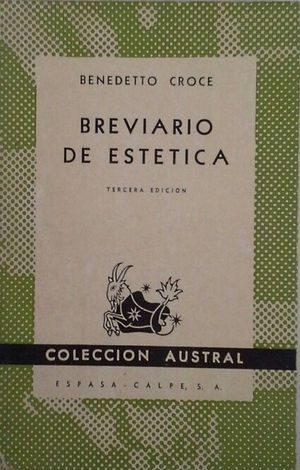 BENEDETTO CROCE
BREVIARIO
DE ESTETICA
TERCERA EDICION
COLECCION AUSTRAL
ESPASA-CALPE, S. A.